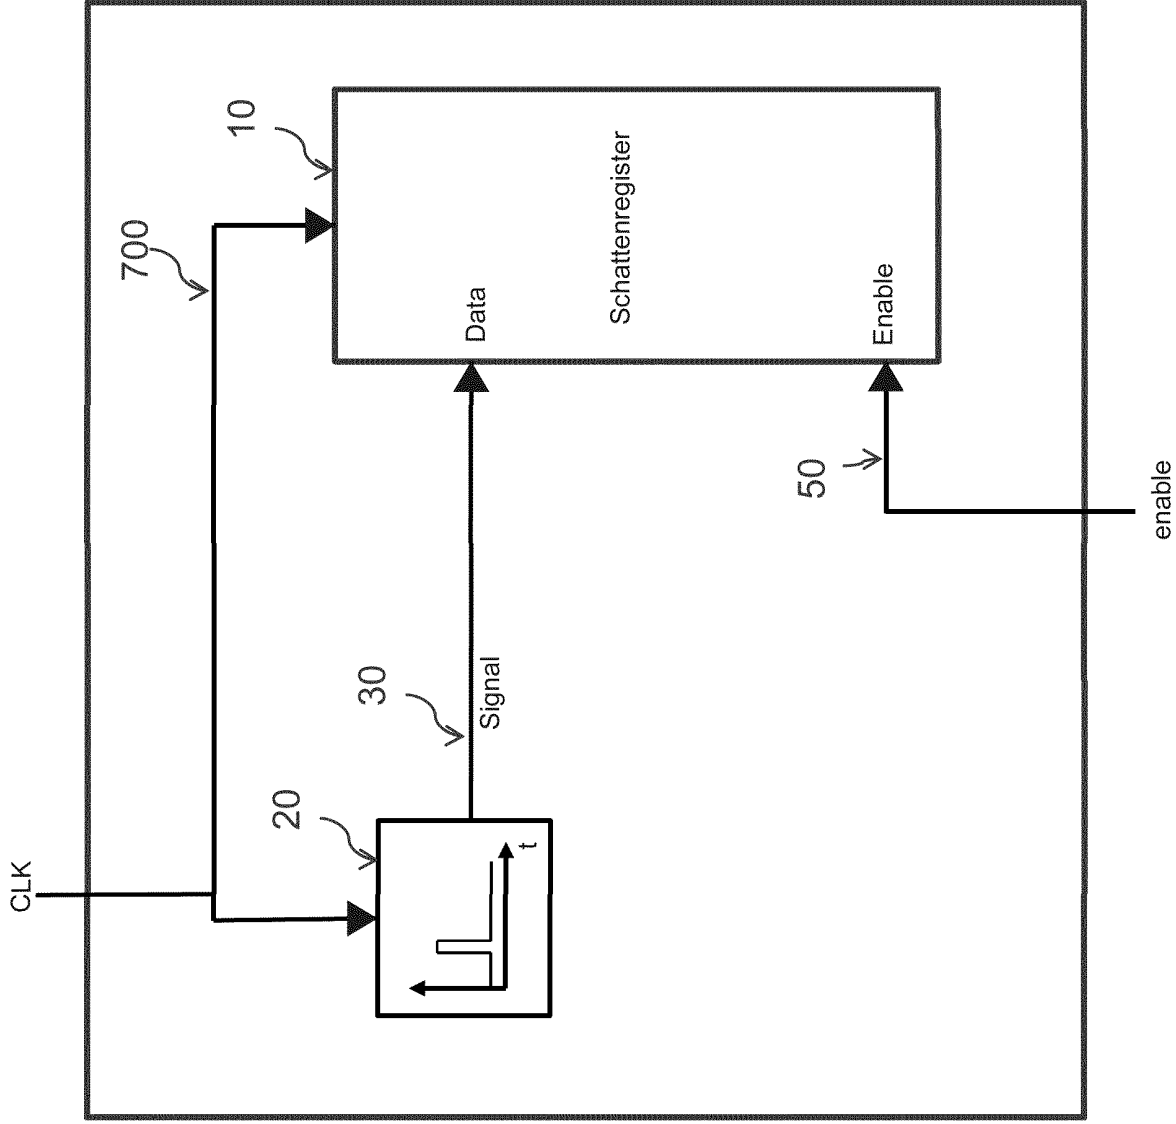 CLK
700
10
20
30
Signal
Data
Schattenregister
Enable
50
enable
t